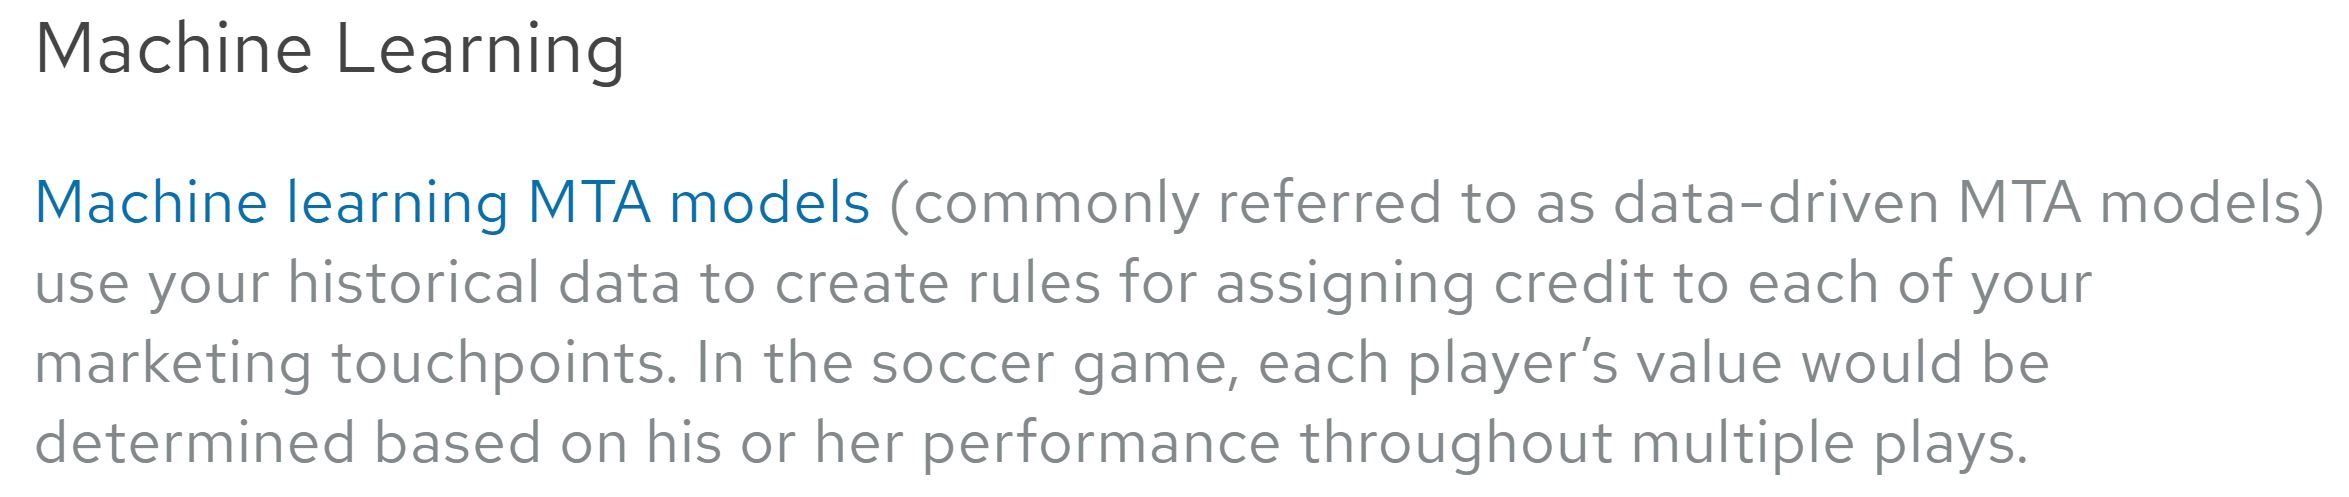 Machine Learning
Machine learning MTA models (commonly referred to as data-driven MTA models)
use your historical data to create rules for assigning credit to each of your
marketing touchpoints. In the soccer game, each player’s value would be
determined based on his or her performance throughout multiple plays.